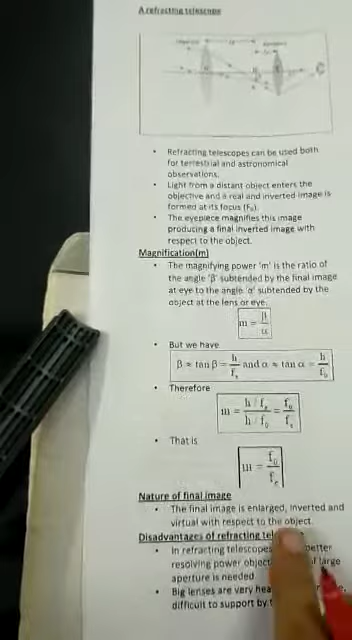 A refracting telescope
• Refracting telescopes can be used both
for terrestrial and astronomical
observations.
• Light from a distant object enters the
objective and a real and inverted image is
formed at its focus (F₀).
• The eyepiece magnifies this image
producing a final inverted image with
respect to the object.
Magnification(m)
• The magnifying power 'm' is the ratio of
the angle 'β' subtended by the final image
at eye to the angle 'α' subtended by the
object at the lens or eye.
m = β/α
• But we have
β ≈ tan β = h/fₑ and α ≈ tan α = h/f₀
• Therefore
m = (h / fₑ)/(h / f₀) = f₀/fₑ
• That is
m = f₀/fₑ
Nature of final image
• The final image is enlarged, inverted and
virtual with respect to the object.
Disadvantages of refracting
• In refracting telescopes better
resolving power of large
aperture is needed
• Big lenses are very
difficult to support by